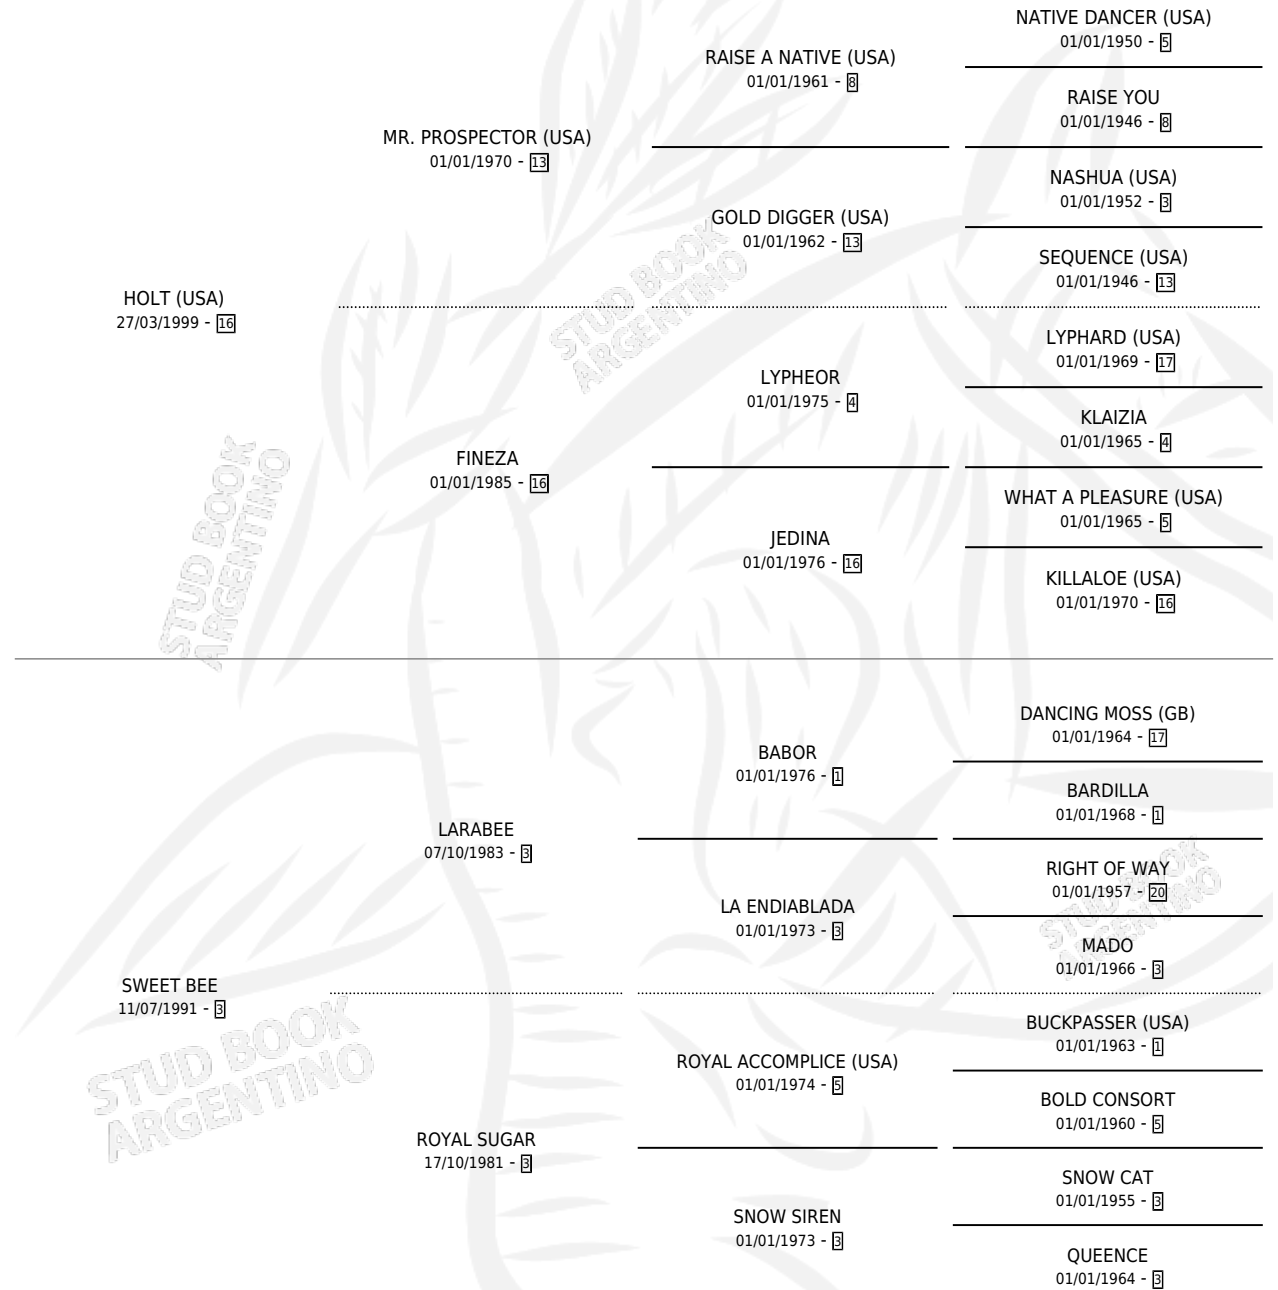 NATIVE DANCER (USA)
01/01/1950 - 5
RAISE A NATIVE (USA)
01/01/1961 - 8
RAISE YOU
01/01/1946 - 8
MR. PROSPECTOR (USA)
01/01/1970 - 13
NASHUA (USA)
01/01/1952 - 3
GOLD DIGGER (USA)
01/01/1962 - 13
SEQUENCE (USA)
01/01/1946 - 13
HOLT (USA)
27/03/1999 - 16
STUD BOOK
ARGENTINO
LYPHARD (USA)
01/01/1969 - 17
LYPHEOR
01/01/1975 - 4
KLAIZIA
01/01/1965 - 4
FINEZA
01/01/1985 - 16
STUD BOOK
ARGENTINO
WHAT A PLEASURE (USA)
01/01/1965 - 5
JEDINA
01/01/1976 - 16
KILLALOE (USA)
01/01/1970 - 16
DANCING MOSS (GB)
01/01/1964 - 17
BABOR
01/01/1976 - 1
BARDILLA
01/01/1968 - 1
LARABEE
07/10/1983 - 3
RIGHT OF WAY
01/01/1957 - 20
STUD BOOK
ARGENTINO
LA ENDIABLADA
01/01/1973 - 3
MADO
01/01/1966 - 3
SWEET BEE
11/07/1991 - 3
STUD BOOK
ARGENTINO
BUCKPASSER (USA)
01/01/1963 - 1
ROYAL ACCOMPLICE (USA)
01/01/1974 - 5
BOLD CONSORT
01/01/1960 - 5
ROYAL SUGAR
17/10/1981 - 3
SNOW CAT
01/01/1955 - 3
SNOW SIREN
01/01/1973 - 3
QUEENCE
01/01/1964 - 3